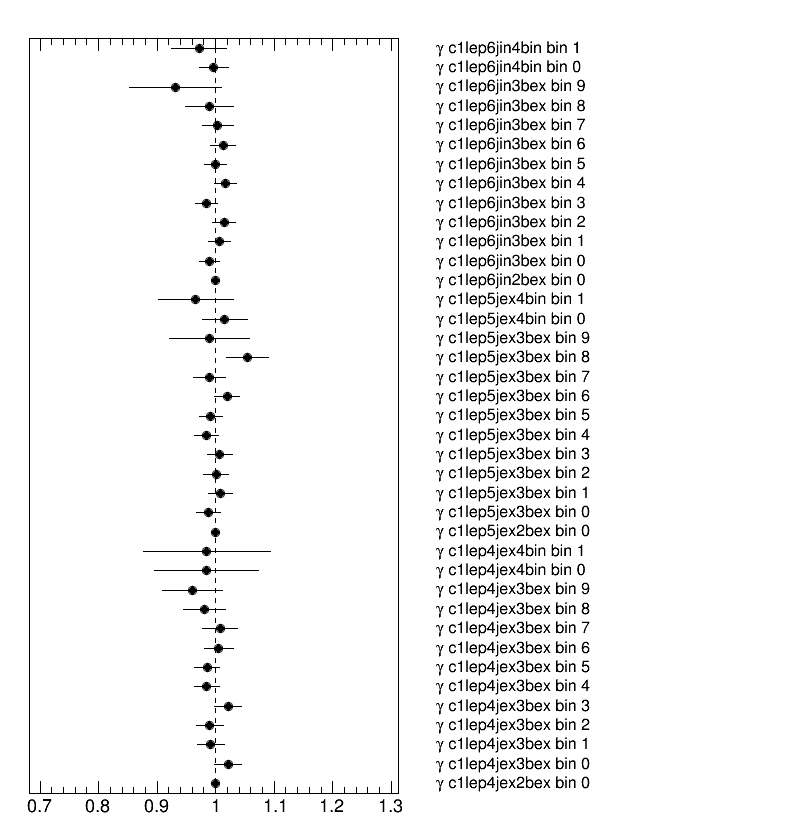 γ c1lep6jin4bin bin 1
γ c1lep6jin4bin bin 0
γ c1lep6jin3bex bin 9
γ c1lep6jin3bex bin 8
γ c1lep6jin3bex bin 7
γ c1lep6jin3bex bin 6
γ c1lep6jin3bex bin 5
γ c1lep6jin3bex bin 4
γ c1lep6jin3bex bin 3
γ c1lep6jin3bex bin 2
γ c1lep6jin3bex bin 1
γ c1lep6jin3bex bin 0
γ c1lep6jin2bex bin 0
γ c1lep5jex4bin bin 1
γ c1lep5jex4bin bin 0
γ c1lep5jex3bex bin 9
γ c1lep5jex3bex bin 8
γ c1lep5jex3bex bin 7
γ c1lep5jex3bex bin 6
γ c1lep5jex3bex bin 5
γ c1lep5jex3bex bin 4
γ c1lep5jex3bex bin 3
γ c1lep5jex3bex bin 2
γ c1lep5jex3bex bin 1
γ c1lep5jex3bex bin 0
γ c1lep5jex2bex bin 0
γ c1lep4jex4bin bin 1
γ c1lep4jex4bin bin 0
γ c1lep4jex3bex bin 9
γ c1lep4jex3bex bin 8
γ c1lep4jex3bex bin 7
γ c1lep4jex3bex bin 6
γ c1lep4jex3bex bin 5
γ c1lep4jex3bex bin 4
γ c1lep4jex3bex bin 3
γ c1lep4jex3bex bin 2
γ c1lep4jex3bex bin 1
γ c1lep4jex3bex bin 0
γ c1lep4jex2bex bin 0
0.7 0.8 0.9 1 1.1 1.2 1.3